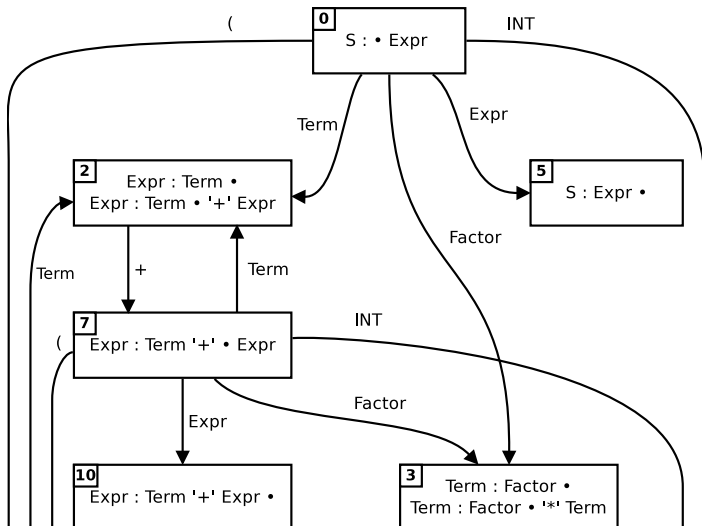 0
S : • Expr
(
INT
Term
Expr
2
Expr : Term •
Expr : Term • '+' Expr
5
S : Expr •
Factor
Term
+
Term
7
Expr : Term '+' • Expr
(
INT
Expr
Factor
10
Expr : Term '+' Expr •
3
Term : Factor •
Term : Factor • '*' Term